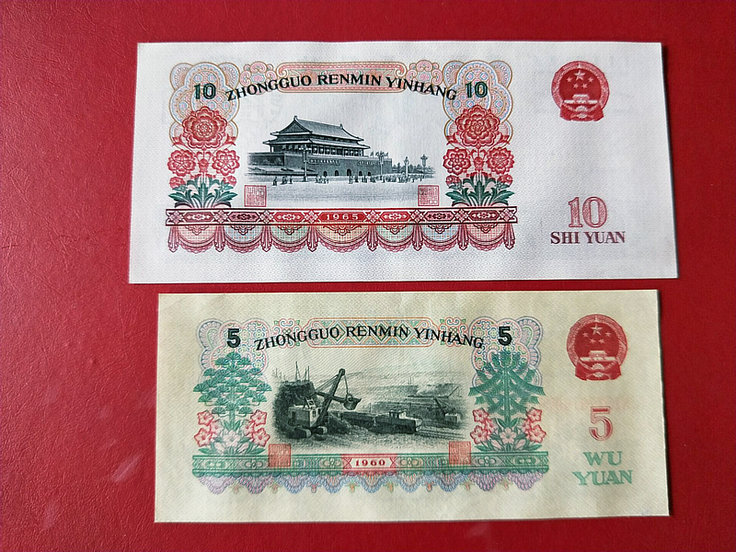 10 ZHONGGUO RENMIN YINHANG 10
1965
10
SHI YUAN
5 ZHONGGUO RENMIN YINHANG 5
1960
5
WU
YUAN